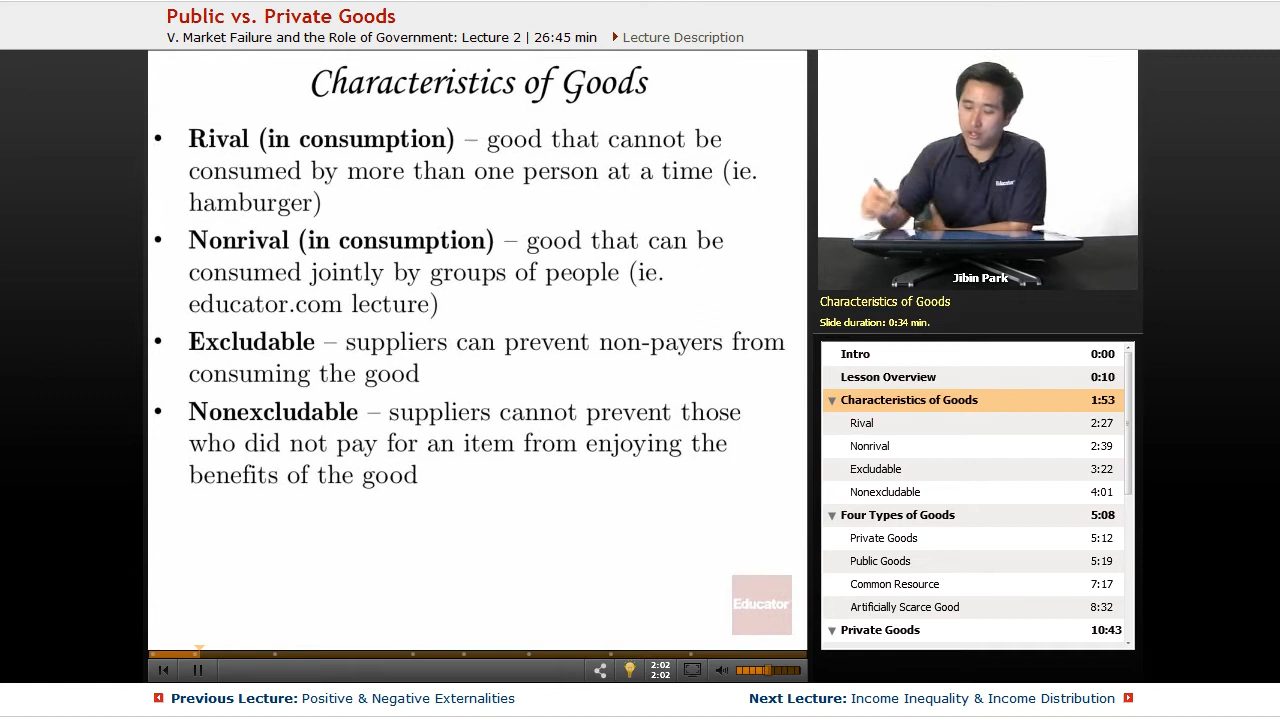 Public vs. Private Goods
V. Market Failure and the Role of Government: Lecture 2 | 26:45 min
Lecture Description
Characteristics of Goods
• Rival (in consumption) – good that cannot be
consumed by more than one person at a time (ie.
hamburger)
• Nonrival (in consumption) – good that can be
consumed jointly by groups of people (ie.
educator.com lecture)
• Excludable – suppliers can prevent non-payers from
consuming the good
• Nonexcludable – suppliers cannot prevent those
who did not pay for an item from enjoying the
benefits of the good
Educator
Educator
Jibin Park
Characteristics of Goods
Slide duration: 0:34 min.
Intro 0:00
Lesson Overview 0:10
Characteristics of Goods 1:53
Rival 2:27
Nonrival 2:39
Excludable 3:22
Nonexcludable 4:01
Four Types of Goods 5:08
Private Goods 5:12
Public Goods 5:19
Common Resource 7:17
Artificially Scarce Good 8:32
Private Goods 10:43
2:02
2:02
Previous Lecture: Positive & Negative Externalities
Next Lecture: Income Inequality & Income Distribution